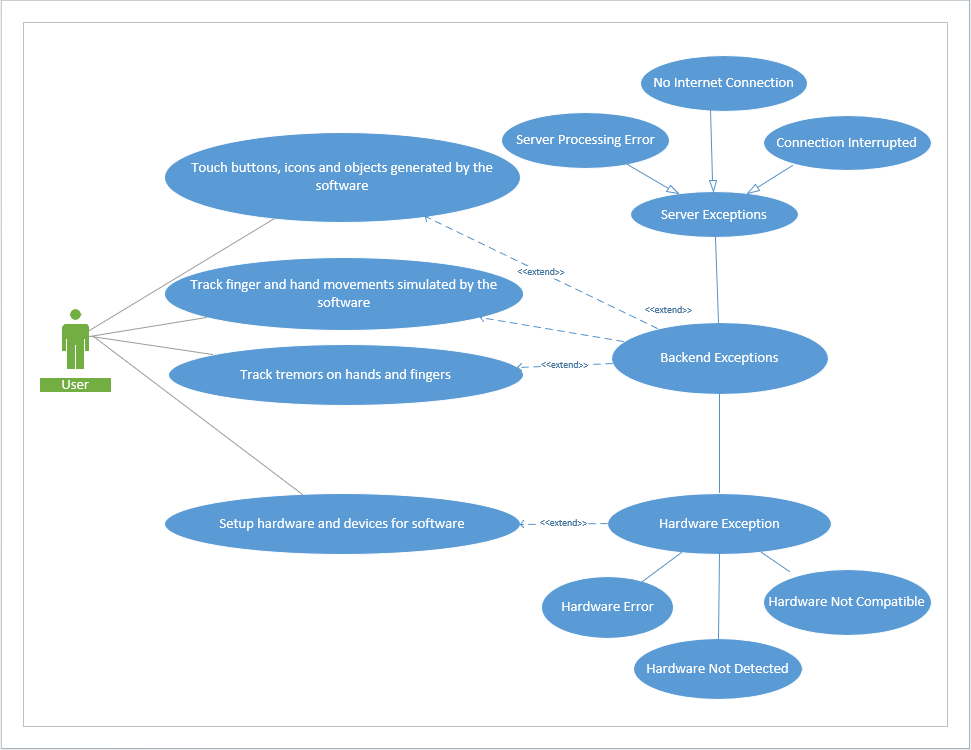 No Internet Connection
Server Processing Error
Connection Interrupted
Touch buttons, icons and objects generated by the
software
Server Exceptions
<<extend>>
Track finger and hand movements simulated by the
software
<<extend>>
Backend Exceptions
<<extend>>
Track tremors on hands and fingers
User
Setup hardware and devices for software
<<extend>>
Hardware Exception
Hardware Error
Hardware Not Compatible
Hardware Not Detected